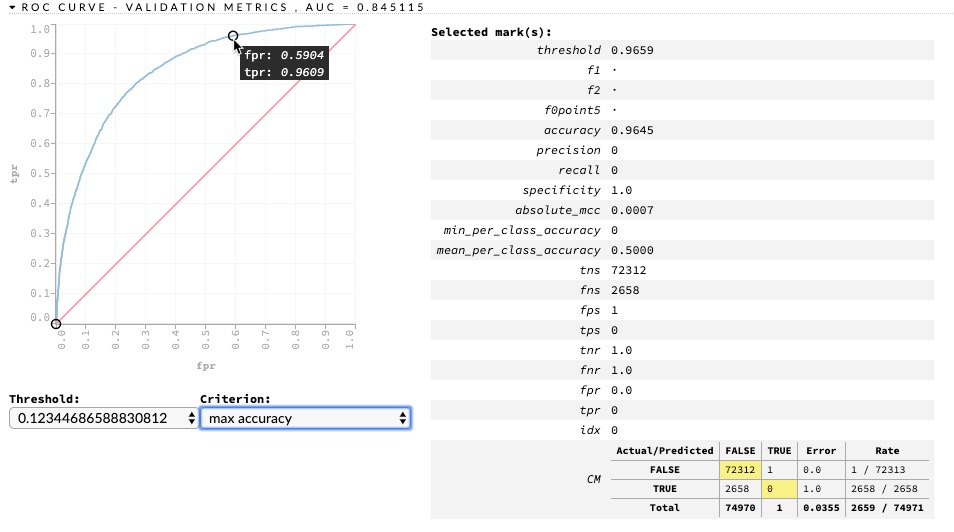 ROC CURVE - VALIDATION METRICS , AUC = 0.845115
1.0
0.9
0.8
0.7
0.6
0.5
0.4
0.3
0.2
0.1
0.0
tpr
fpr: 0.5904
tpr: 0.9609
0.0 0.1 0.2 0.3 0.4 0.5 0.6 0.7 0.8 0.9 1.0
fpr
Threshold: Criterion:
0.12344686588830812 max accuracy
Selected mark(s):
threshold 0.9659
f1 ·
f2 ·
f0point5 ·
accuracy 0.9645
precision 0
recall 0
specificity 1.0
absolute_mcc 0.0007
min_per_class_accuracy 0
mean_per_class_accuracy 0.5000
tns 72312
fns 2658
fps 1
tps 0
tnr 1.0
fnr 1.0
fpr 0.0
tpr 0
idx 0
CM
Actual/Predicted FALSE TRUE Error Rate
FALSE 72312 1 0.0 1 / 72313
TRUE 2658 0 1.0 2658 / 2658
Total 74970 1 0.0355 2659 / 74971